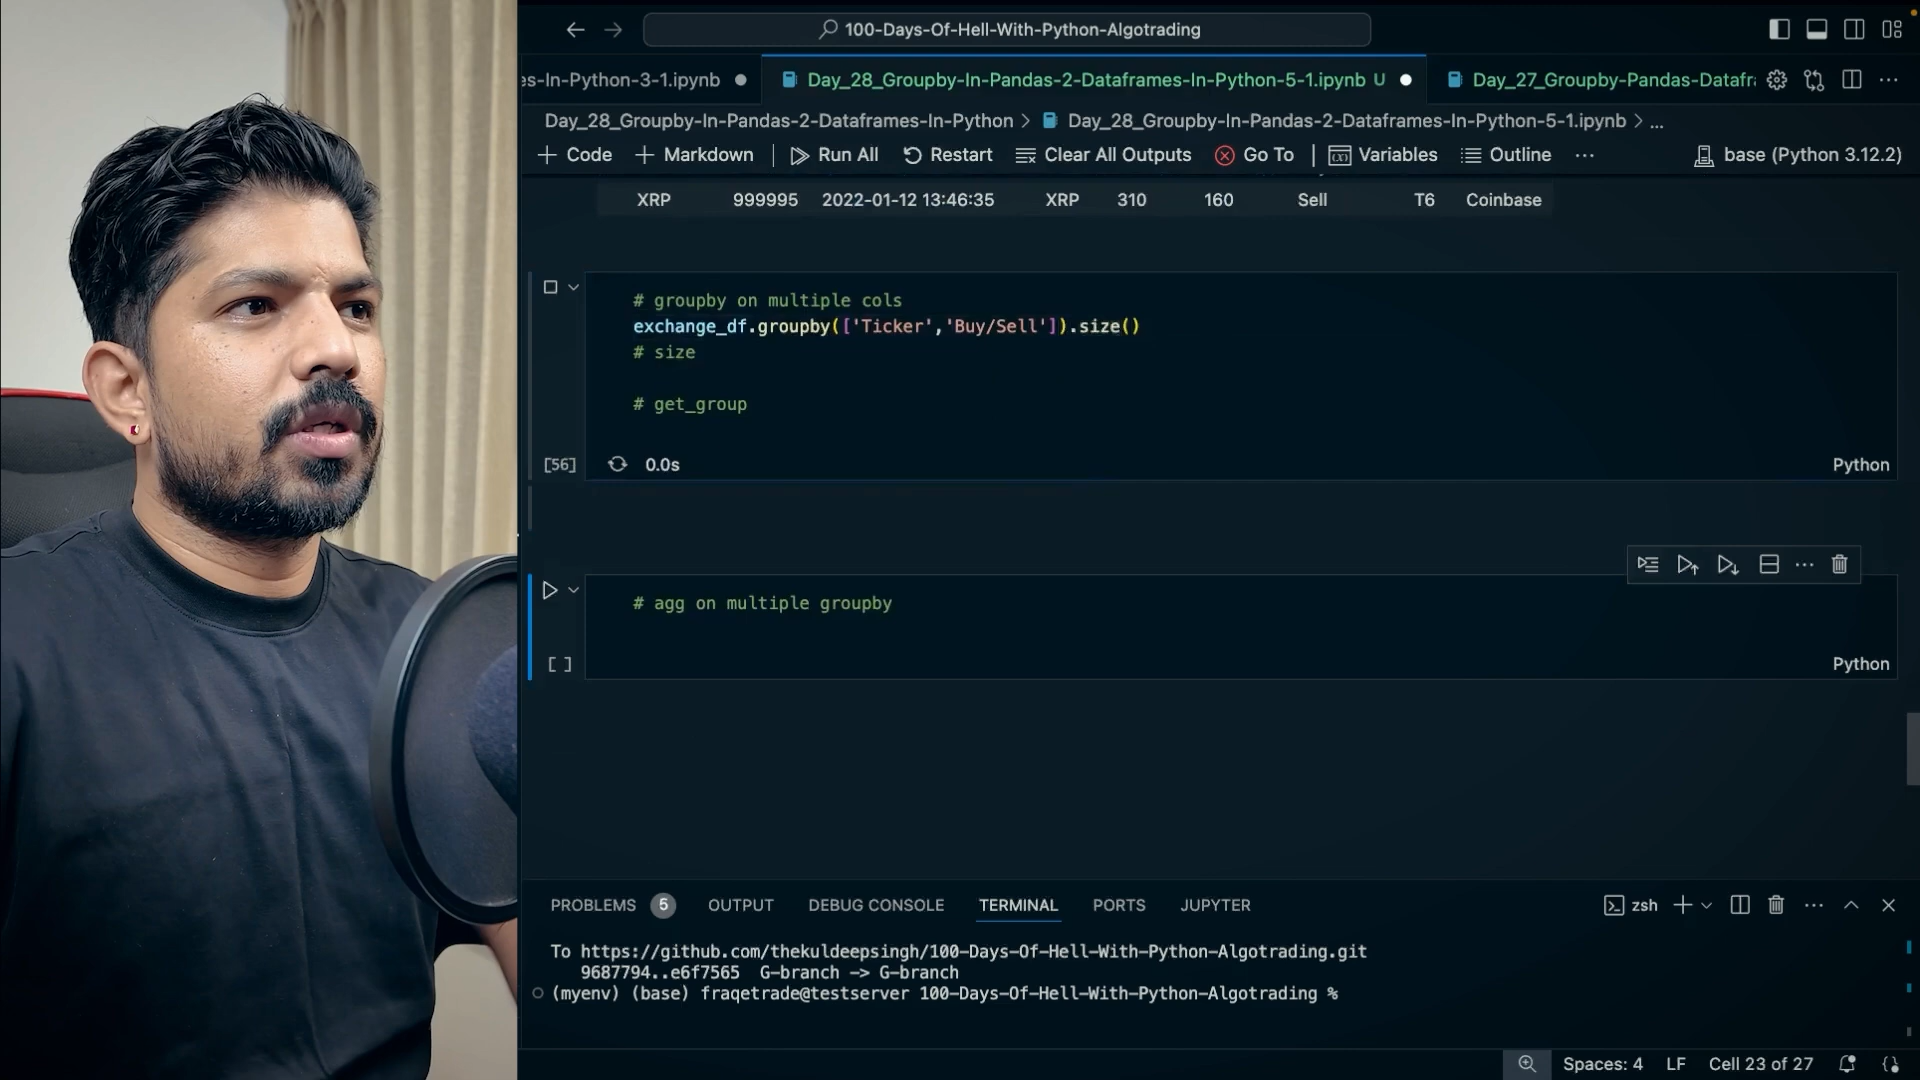 100-Days-Of-Hell-With-Python-Algotrading
s-In-Python-3-1.ipynb
Day_28_Groupby-In-Pandas-2-Dataframes-In-Python-5-1.ipynb U
Day_27_Groupby-Pandas-Datafra
Day_28_Groupby-In-Pandas-2-Dataframes-In-Python > Day_28_Groupby-In-Pandas-2-Dataframes-In-Python-5-1.ipynb > ...
+ Code + Markdown Run All Restart Clear All Outputs Go To Variables Outline ... base (Python 3.12.2)
XRP 999995 2022-01-12 13:46:35 XRP 310 160 Sell T6 Coinbase
# groupby on multiple cols
exchange_df.groupby(['Ticker','Buy/Sell']).size()
# size
# get_group
[56] 0.0s Python
# agg on multiple groupby
[ ] Python
PROBLEMS 5 OUTPUT DEBUG CONSOLE TERMINAL PORTS JUPYTER zsh
To https://github.com/thekuldeepsingh/100-Days-Of-Hell-With-Python-Algotrading.git
9687794..e6f7565 G-branch -> G-branch
(myenv) (base) fraqetrade@testserver 100-Days-Of-Hell-With-Python-Algotrading %
Spaces: 4 LF Cell 23 of 27